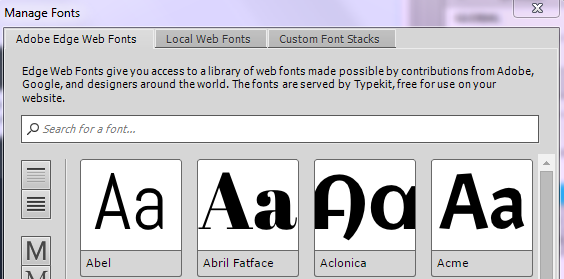 Manage Fonts
Adobe Edge Web Fonts
Local Web Fonts
Custom Font Stacks
Edge Web Fonts give you access to a library of web fonts made possible by contributions from Adobe,
Google, and designers around the world. The fonts are served by Typekit, free for use on your
website.
Search for a font...
Aa
Aa
Aa
Aa
Abel
Abril Fatface
Aclonica
Acme
M
M